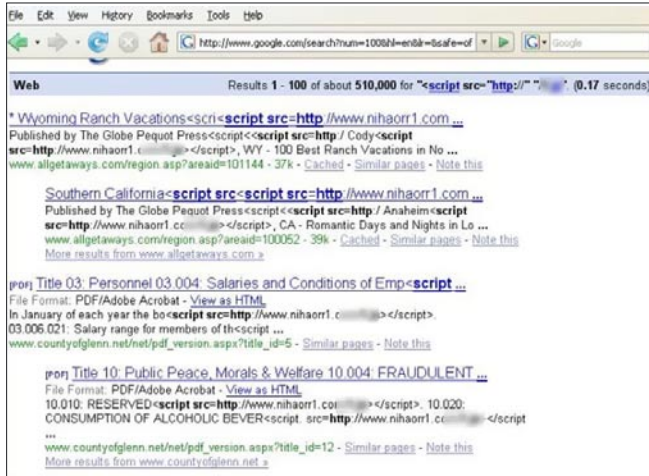 File Edit View History Bookmarks Tools Help
http://www.google.com/search?num=100&hl=en&lr=&safe=of G Google
Web Results 1 - 100 of about 510,000 for "<script src="http://" "/ ". (0.17 seconds)
* Wyoming Ranch Vacations<scri<script src=http://www.nihaorr1.com ...
Published by The Globe Pequot Press<script<<script src=http:/ Cody<script
src=http://www.nihaorr1.c ></script>, WY - 100 Best Ranch Vacations in No ...
www.allgetaways.com/region.asp?areaid=101144 - 37k - Cached - Similar pages - Note this
Southern California<script src<script src=http://www.nihaorr1.com ...
Published by The Globe Pequot Press<script<<script src=http:/ Anaheim<script
src=http://www.nihaorr1.c ></script>, CA - Romantic Days and Nights in Lo ...
www.allgetaways.com/region.asp?areaid=100052 - 39k - Cached - Similar pages - Note this
More results from www.allgetaways.com »
[PDF] Title 03: Personnel 03.004: Salaries and Conditions of Emp<script ...
File Format: PDF/Adobe Acrobat - View as HTML
In January of each year the bo<script src=http://www.nihaorr1.c ></script>.
03.006.021: Salary range for members of th<script ...
www.countyofglenn.net/net/pdf_version.aspx?title_id=5 - Similar pages - Note this
[PDF] Title 10: Public Peace, Morals & Welfare 10.004: FRAUDULENT ...
File Format: PDF/Adobe Acrobat - View as HTML
10.010: RESERVED<script src=http://www.nihaorr1.co ></script>. 10.020:
CONSUMPTION OF ALCOHOLIC BEVER<script. src=http://www.nihaorr1.co ></script
...
www.countyofglenn.net/net/pdf_version.aspx?title_id=12 - Similar pages - Note this
More results from www.countyofglenn.net »